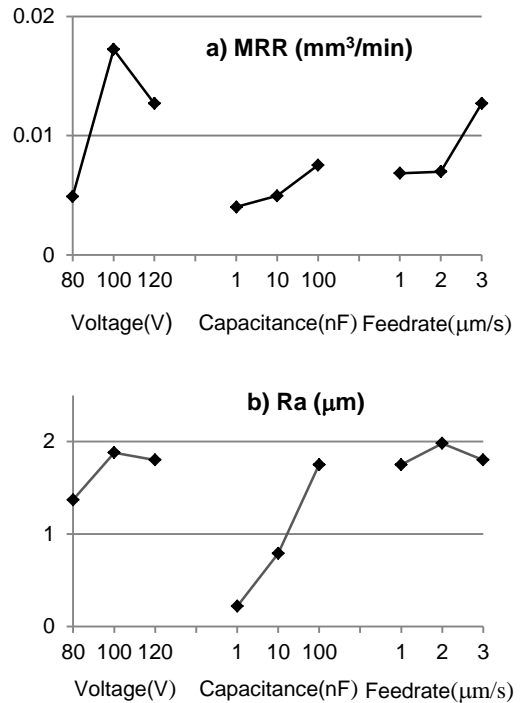 0.02
a) MRR (mm³/min)
0.01
0
80 100 120 1 10 100 1 2 3
Voltage(V) Capacitance(nF) Feedrate(μm/s)
b) Ra (μm)
2
1
0
80 100 120 1 10 100 1 2 3
Voltage(V) Capacitance(nF) Feedrate(μm/s)